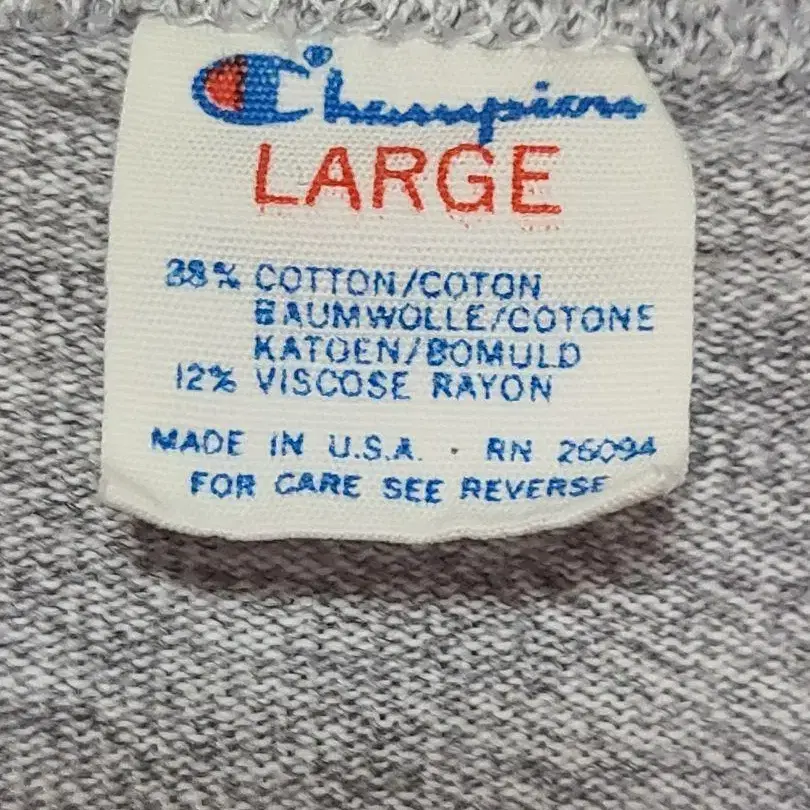 Champion
LARGE
88% COTTON/COTON
BAUMWOLLE/COTONE
KATOEN/BOMULD
12% VISCOSE RAYON
MADE IN U.S.A. · RN 26094
FOR CARE SEE REVERSE